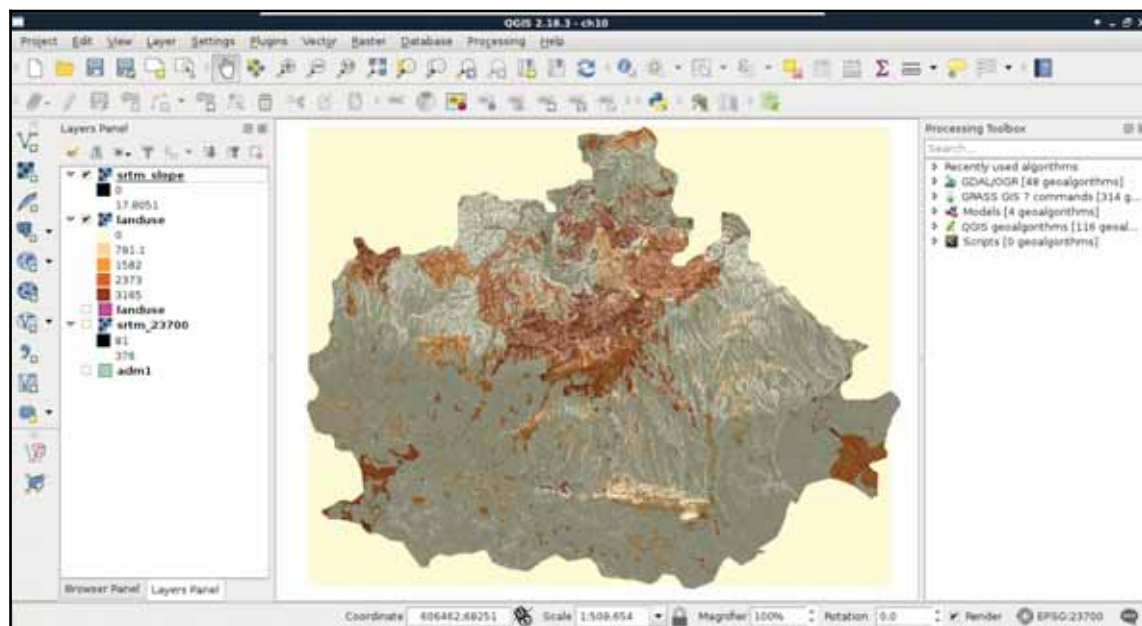 QGIS 2.18.3 - ch10
Project Edit View Layer Settings Plugins Vector Raster Database Processing Help
Layers Panel
srtm_slope
0
17.8051
landuse
0
791.1
1582
2373
3165
landuse
srtm_23700
81
376
adm1
Browser Panel Layers Panel
Processing Toolbox
Search...
Recently used algorithms
GDAL/OGR [48 geoalgorithms]
GRASS GIS 7 commands [314 g...
Models [4 geoalgorithms]
QGIS geoalgorithms [116 geoal...
Scripts [0 geoalgorithms]
Coordinate 606462,68251 Scale 1:509,654 Magnifier 100% Rotation 0.0 Render EPSG:23700